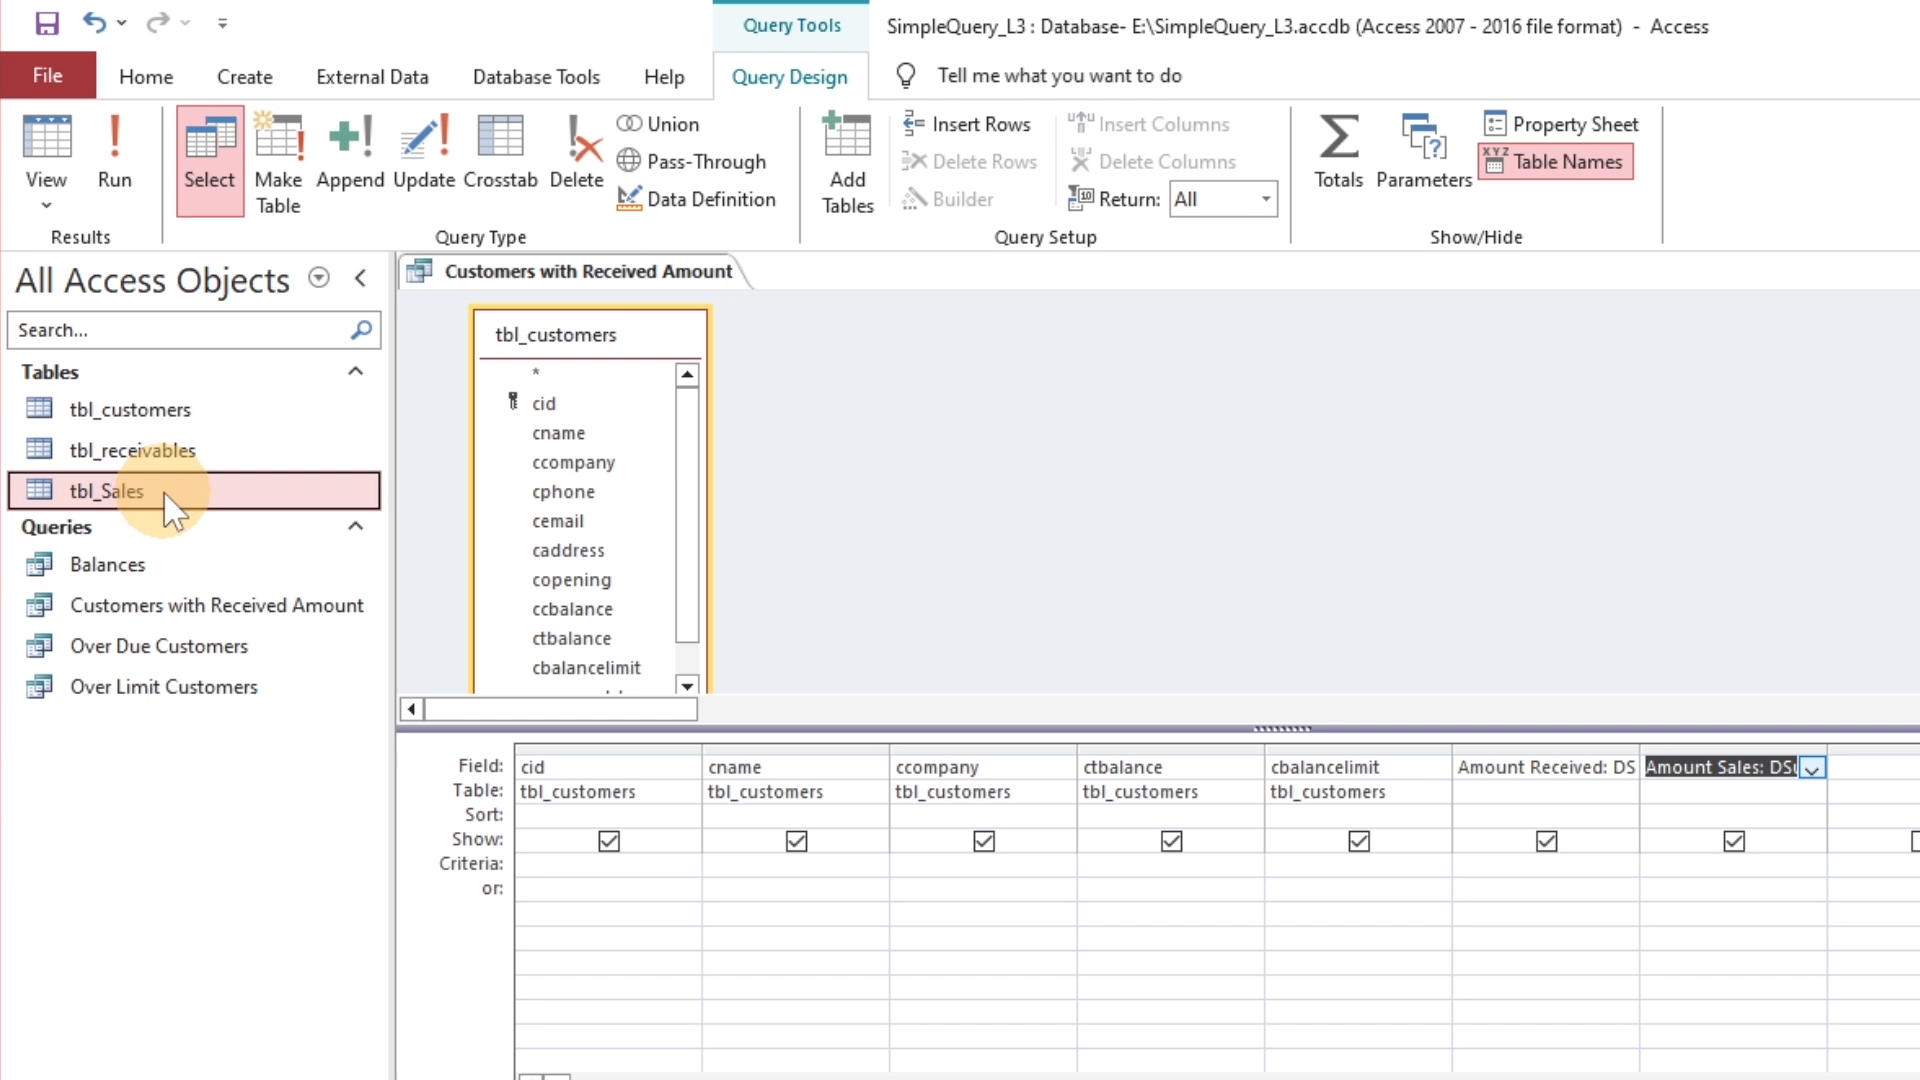 Query Tools
SimpleQuery_L3 : Database- E:\SimpleQuery_L3.accdb (Access 2007 - 2016 file format)  -  Access
File Home Create External Data Database Tools Help Query Design Tell me what you want to do
View
Run
Select
Make Table
Append
Update
Crosstab
Delete
Union
Pass-Through
Data Definition
Add Tables
Insert Rows
Delete Rows
Builder
Insert Columns
Delete Columns
Return: All
Totals
Parameters
Property Sheet
XYZ
Table Names
Results
Query Type
Query Setup
Show/Hide
All Access Objects
Search...
Tables
tbl_customers
tbl_receivables
tbl_Sales
Queries
Balances
Customers with Received Amount
Over Due Customers
Over Limit Customers
Customers with Received Amount
tbl_customers
*
cid
cname
ccompany
cphone
cemail
caddress
copening
ccbalance
ctbalance
cbalancelimit
Field: cid cname ccompany ctbalance cbalancelimit Amount Received: DS Amount Sales: DS
Table: tbl_customers tbl_customers tbl_customers tbl_customers tbl_customers
Sort:
Show:
Criteria:
or: